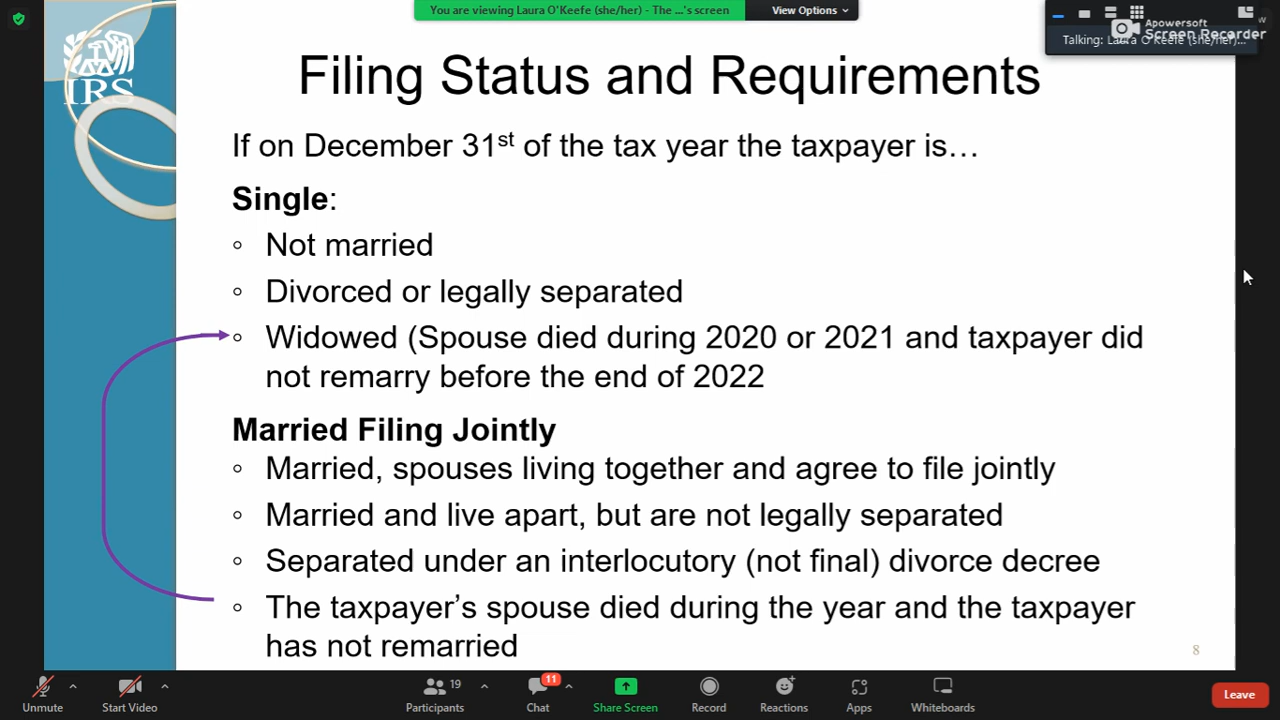 You are viewing Laura O'Keefe (she/her) - The ...'s screen
View Options
Apowersoft
Screen Recorder
Talking: Laura O'Keefe (she/her)...
IRS
Filing Status and Requirements
If on December 31st of the tax year the taxpayer is…
Single:
◦ Not married
◦ Divorced or legally separated
◦ Widowed (Spouse died during 2020 or 2021 and taxpayer did
not remarry before the end of 2022
Married Filing Jointly
◦ Married, spouses living together and agree to file jointly
◦ Married and live apart, but are not legally separated
◦ Separated under an interlocutory (not final) divorce decree
◦ The taxpayer's spouse died during the year and the taxpayer
has not remarried
8
Unmute
Start Video
Participants 19
Chat 11
Share Screen
Record
Reactions
Apps
Whiteboards
Leave